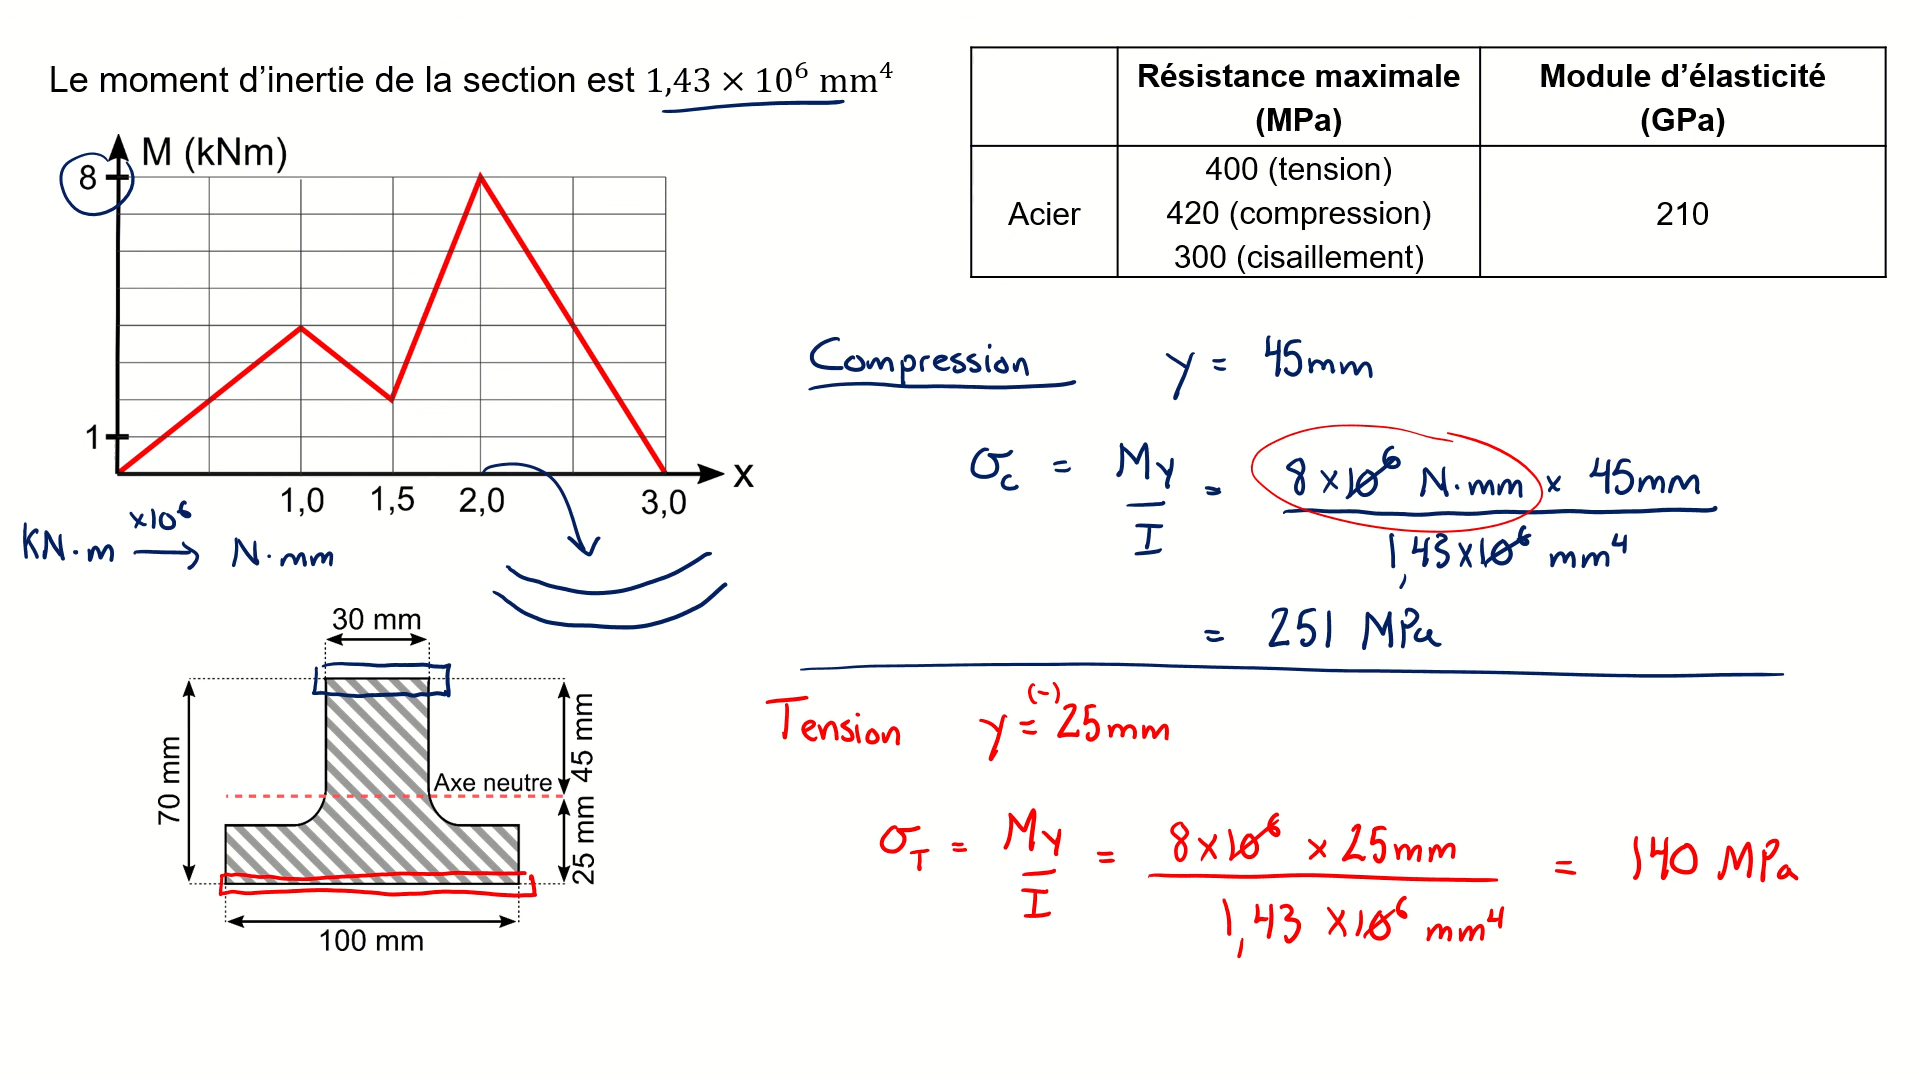 Le moment d’inertie de la section est 1,43 × 10⁶ mm⁴
M (kNm)
8
1
1,0 1,5 2,0 3,0
x
KN·m ×10⁶ → N·mm
30 mm
70 mm
45 mm
Axe neutre
25 mm
100 mm
Résistance maximale (MPa)
Module d’élasticité (GPa)
Acier
400 (tension)
420 (compression)
300 (cisaillement)
210
Compression y = 45mm
σc = My/I = 8×10⁶ N·mm × 45mm / 1,43×10⁶ mm⁴
= 251 MPa
Tension y = (-) 25mm
σT = My/I = 8×10⁶ × 25mm / 1,43 ×10⁶ mm⁴ = 140 MPa